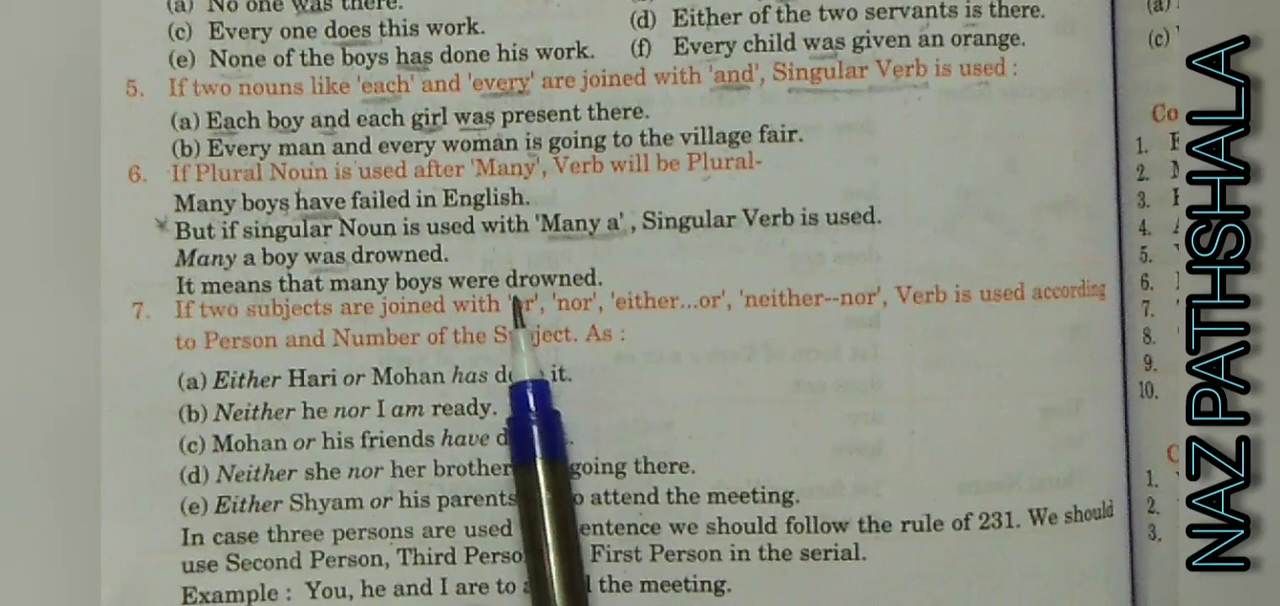 (a) No one was there.
(c) Every one does this work. (d) Either of the two servants is there.
(e) None of the boys has done his work. (f) Every child was given an orange.
5. If two nouns like 'each' and 'every' are joined with 'and', Singular Verb is used :
(a) Each boy and each girl was present there.
(b) Every man and every woman is going to the village fair.
6. If Plural Noun is used after 'Many', Verb will be Plural-
Many boys have failed in English.
But if singular Noun is used with 'Many a' , Singular Verb is used.
Many a boy was drowned.
It means that many boys were drowned.
7. If two subjects are joined with 'or', 'nor', 'either...or', 'neither--nor', Verb is used according
to Person and Number of the Subject. As :
(a) Either Hari or Mohan has it.
(b) Neither he nor I am ready.
(c) Mohan or his friends have
(d) Neither she nor her brother going there.
(e) Either Shyam or his parents attend the meeting.
In case three persons are used sentence we should follow the rule of 231. We should
use Second Person, Third First Person in the serial.
Example : You, he and I are to the meeting.
(a)
(c)
Co
1.
2.
3.
4.
5.
6.
7.
8.
9.
10.
1.
2.
3.
NAZ PATHSHALA